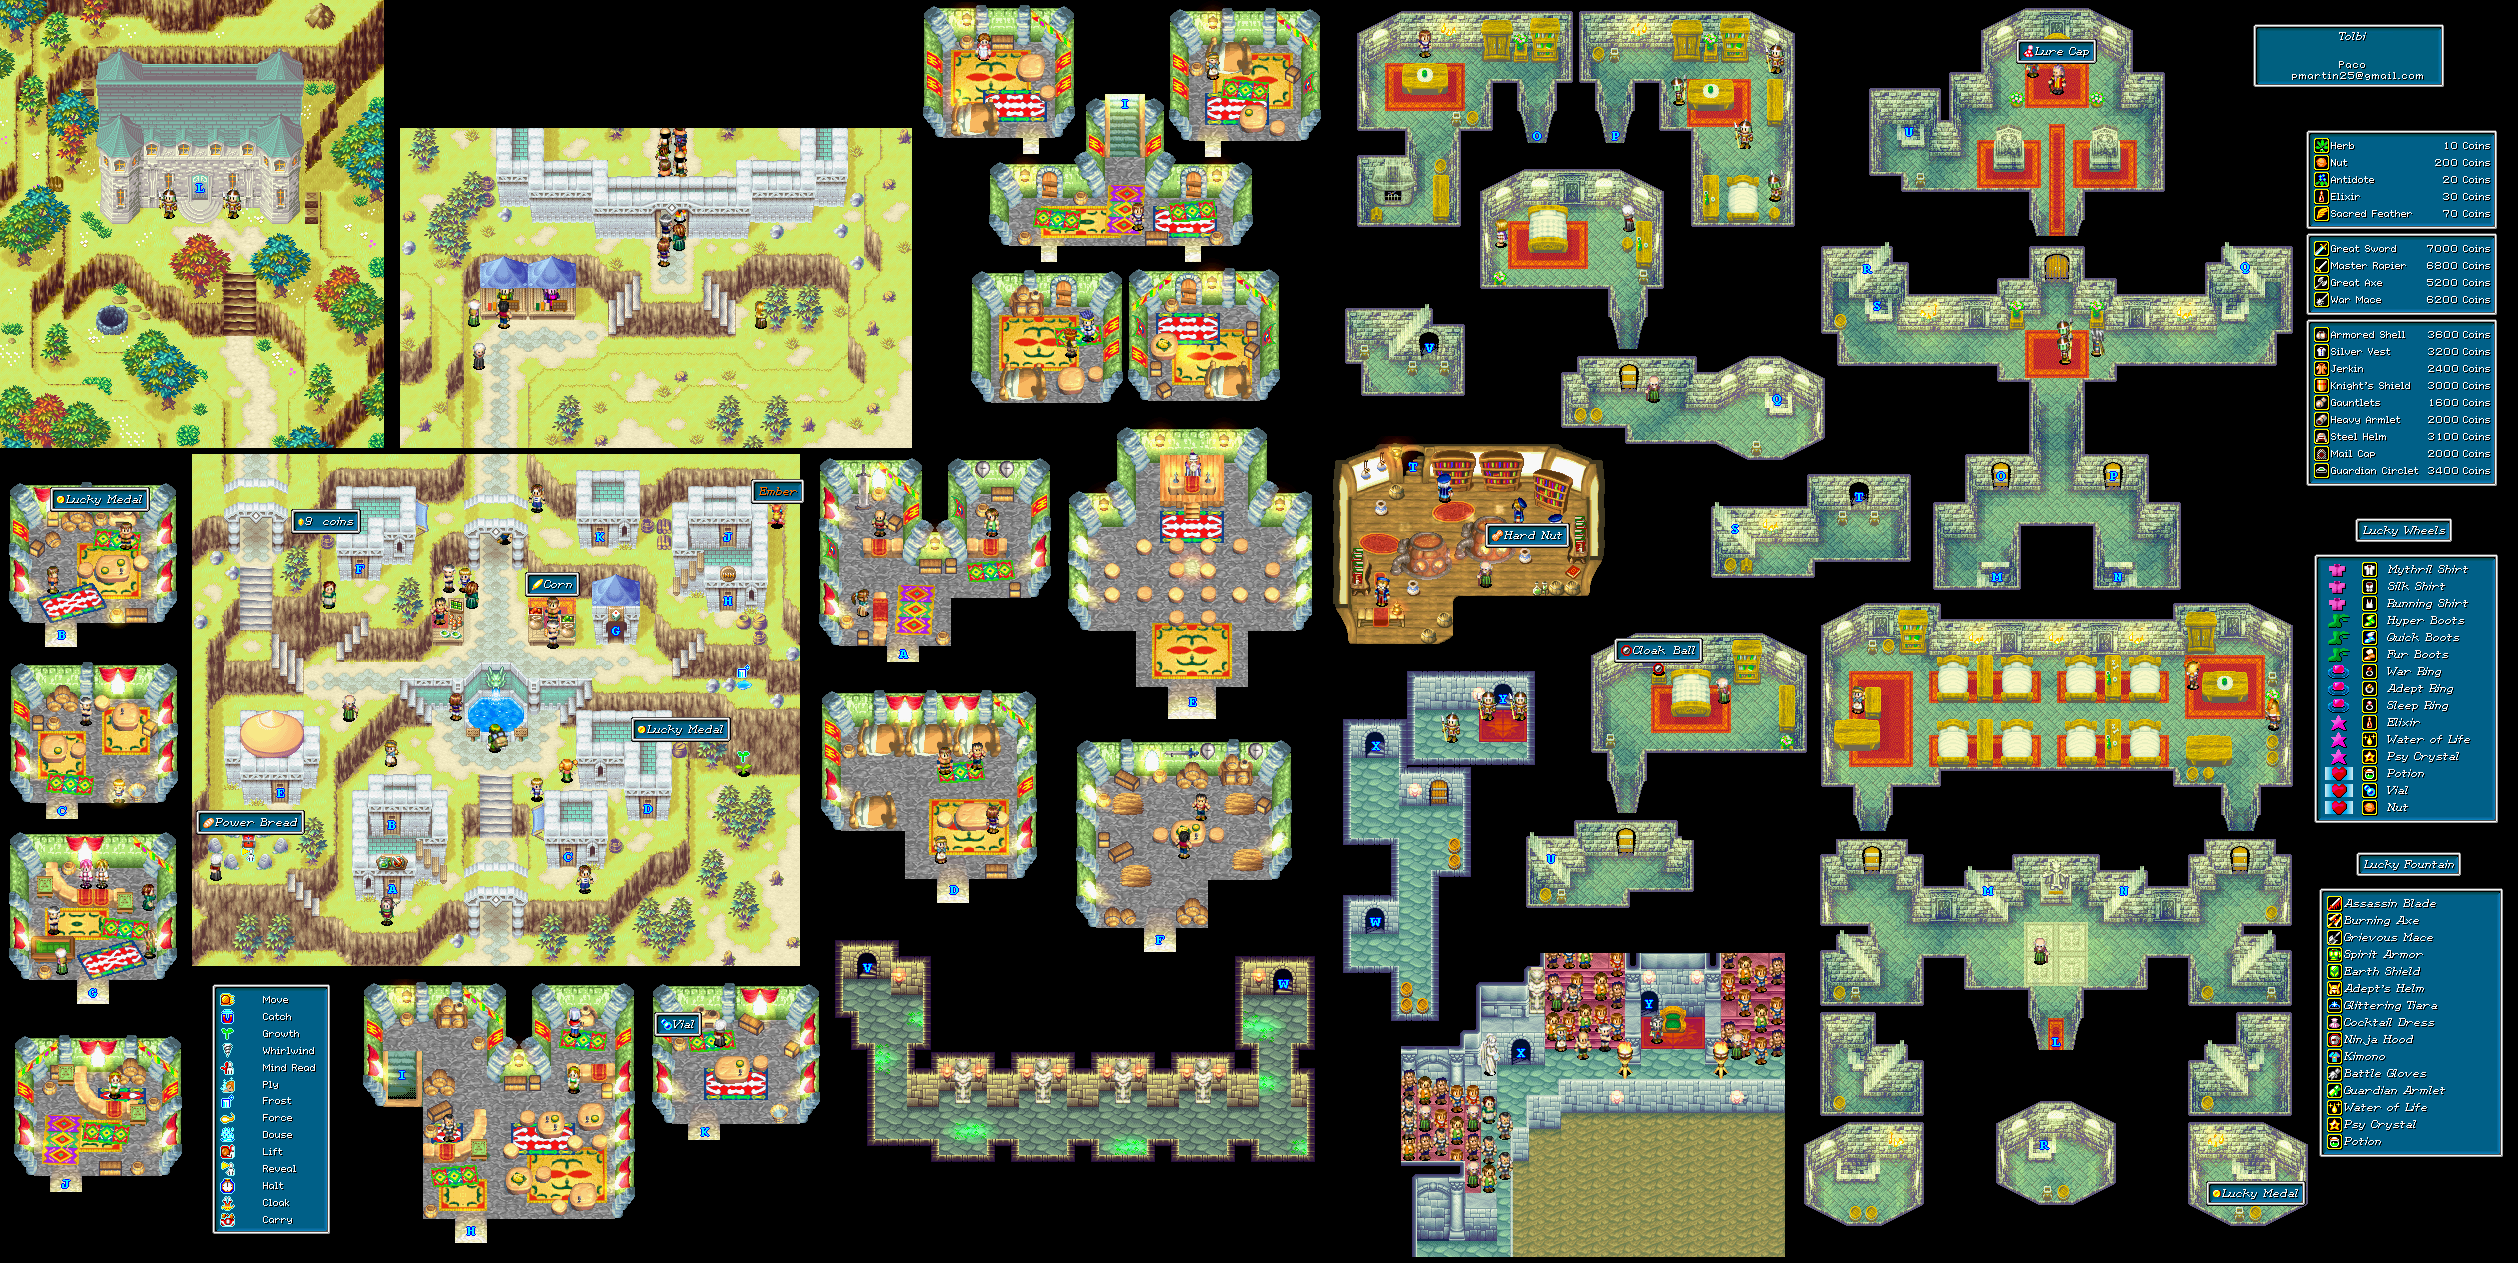 Tolbi
Paco
pmartin25@gmail.com
Herb 10 Coins
Nut 200 Coins
Antidote 20 Coins
Elixir 30 Coins
Sacred Feather 70 Coins
Great Sword 7000 Coins
Master Rapier 6800 Coins
Great Axe 5200 Coins
War Mace 6200 Coins
Armored Shell 3600 Coins
Silver Vest 3200 Coins
Jerkin 2400 Coins
Knight's Shield 3000 Coins
Gauntlets 1600 Coins
Heavy Armlet 2000 Coins
Steel Helm 3100 Coins
Mail Cap 2000 Coins
Guardian Circlet 3400 Coins
Lucky Wheels
Mythril Shirt
Silk Shirt
Running Shirt
Hyper Boots
Quick Boots
Fur Boots
War Ring
Adept Ring
Sleep Ring
Elixir
Water of Life
Psy Crystal
Potion
Vial
Nut
Lucky Fountain
Assassin Blade
Burning Axe
Grievous Mace
Spirit Armor
Earth Shield
Adept's Helm
Glittering Tiara
Cocktail Dress
Ninja Hood
Kimono
Battle Gloves
Guardian Armlet
Water of Life
Psy Crystal
Potion
Lure Cap
Hard Nut
Cloak Ball
Lucky Medal
Lucky Medal
9 coins
Ember
Corn
Lucky Medal
Power Bread
Vial
Move
Catch
Growth
Whirlwind
Mind Read
Ply
Frost
Force
Douse
Lift
Reveal
Halt
Cloak
Carry
L
I
O
P
U
R
S
Q
V
Q
T
S
T
O
P
M
N
F
K
J
H
G
E
B
A
D
C
B
C
G
J
A
E
D
F
I
H
K
V
W
X
Y
W
U
Y
X
M
N
L
R